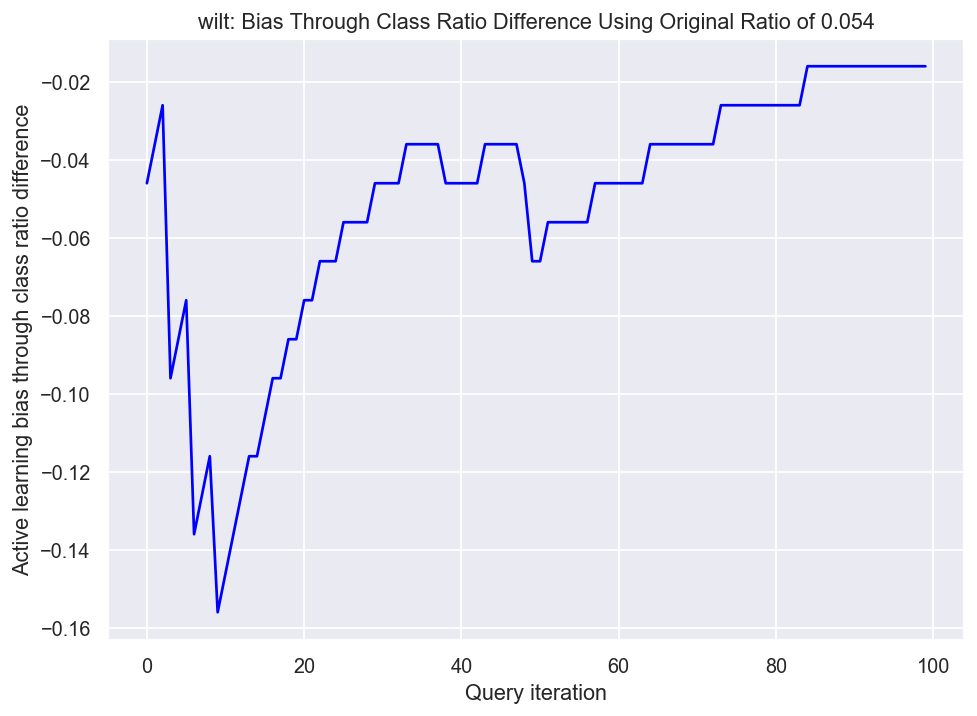 wilt: Bias Through Class Ratio Difference Using Original Ratio of 0.054
Active learning bias through class ratio difference
−0.02
−0.04
−0.06
−0.08
−0.10
−0.12
−0.14
−0.16
0 20 40 60 80 100
Query iteration